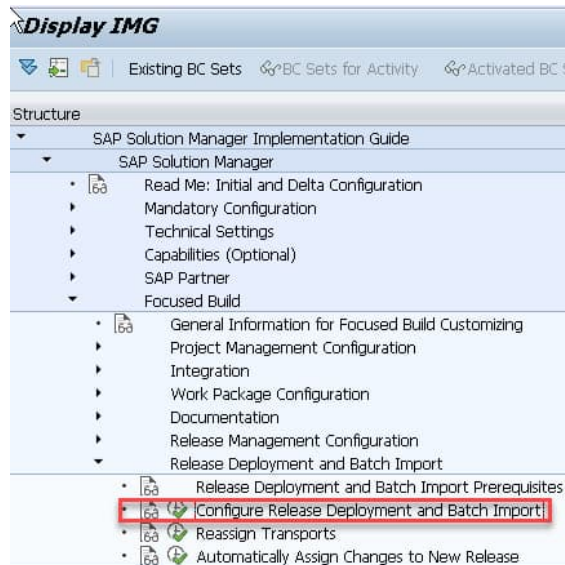 Display IMG
Existing BC Sets BC Sets for Activity Activated BC
Structure
SAP Solution Manager Implementation Guide
SAP Solution Manager
Read Me: Initial and Delta Configuration
Mandatory Configuration
Technical Settings
Capabilities (Optional)
SAP Partner
Focused Build
General Information for Focused Build Customizing
Project Management Configuration
Integration
Work Package Configuration
Documentation
Release Management Configuration
Release Deployment and Batch Import
Release Deployment and Batch Import Prerequisites
Configure Release Deployment and Batch Import
Reassign Transports
Automatically Assign Changes to New Release